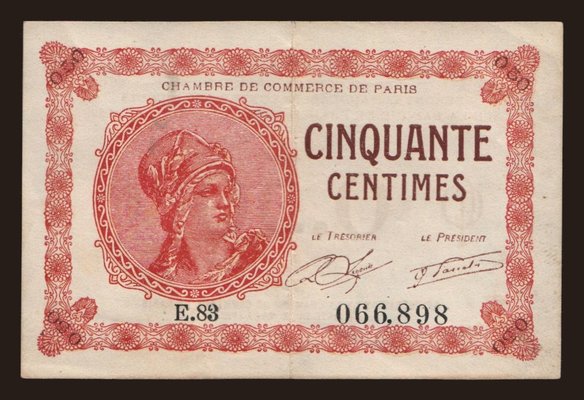 0.50 0.50
CHAMBRE DE COMMERCE DE PARIS
CINQUANTE
CENTIMES
LE TRÉSORIER LE PRÉSIDENT
E.83 066,898
0.50 0.50